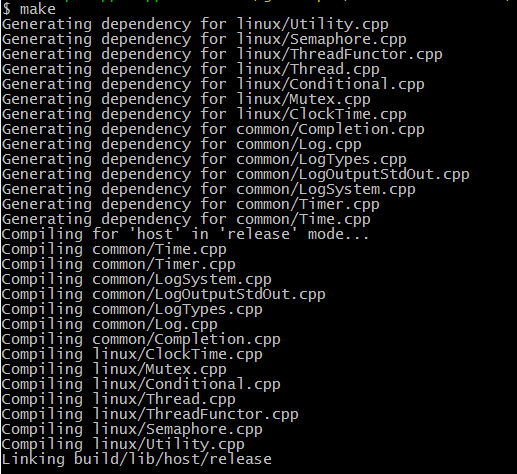 $ make
Generating dependency for linux/Utility.cpp
Generating dependency for linux/Semaphore.cpp
Generating dependency for linux/ThreadFunctor.cpp
Generating dependency for linux/Thread.cpp
Generating dependency for linux/Conditional.cpp
Generating dependency for linux/Mutex.cpp
Generating dependency for linux/ClockTime.cpp
Generating dependency for common/Completion.cpp
Generating dependency for common/Log.cpp
Generating dependency for common/LogTypes.cpp
Generating dependency for common/LogOutputStdOut.cpp
Generating dependency for common/LogSystem.cpp
Generating dependency for common/Timer.cpp
Generating dependency for common/Time.cpp
Compiling for 'host' in 'release' mode...
Compiling common/Time.cpp
Compiling common/Timer.cpp
Compiling common/LogSystem.cpp
Compiling common/LogOutputStdOut.cpp
Compiling common/LogTypes.cpp
Compiling common/Log.cpp
Compiling common/Completion.cpp
Compiling linux/ClockTime.cpp
Compiling linux/Mutex.cpp
Compiling linux/Conditional.cpp
Compiling linux/Thread.cpp
Compiling linux/ThreadFunctor.cpp
Compiling linux/Semaphore.cpp
Compiling linux/Utility.cpp
Linking build/lib/host/release